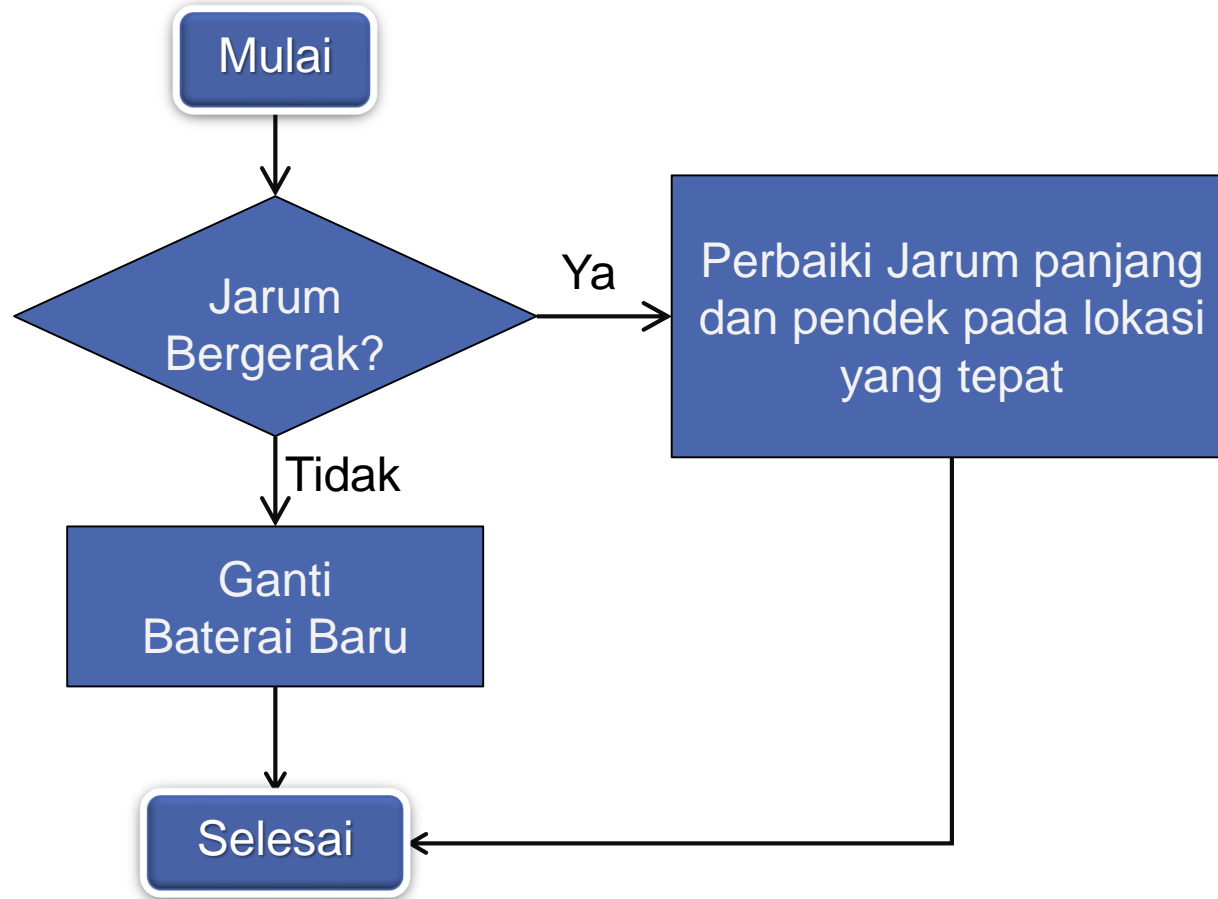 Mulai
Jarum
Bergerak?
Ya
Perbaiki Jarum panjang
dan pendek pada lokasi
yang tepat
Tidak
Ganti
Baterai Baru
Selesai